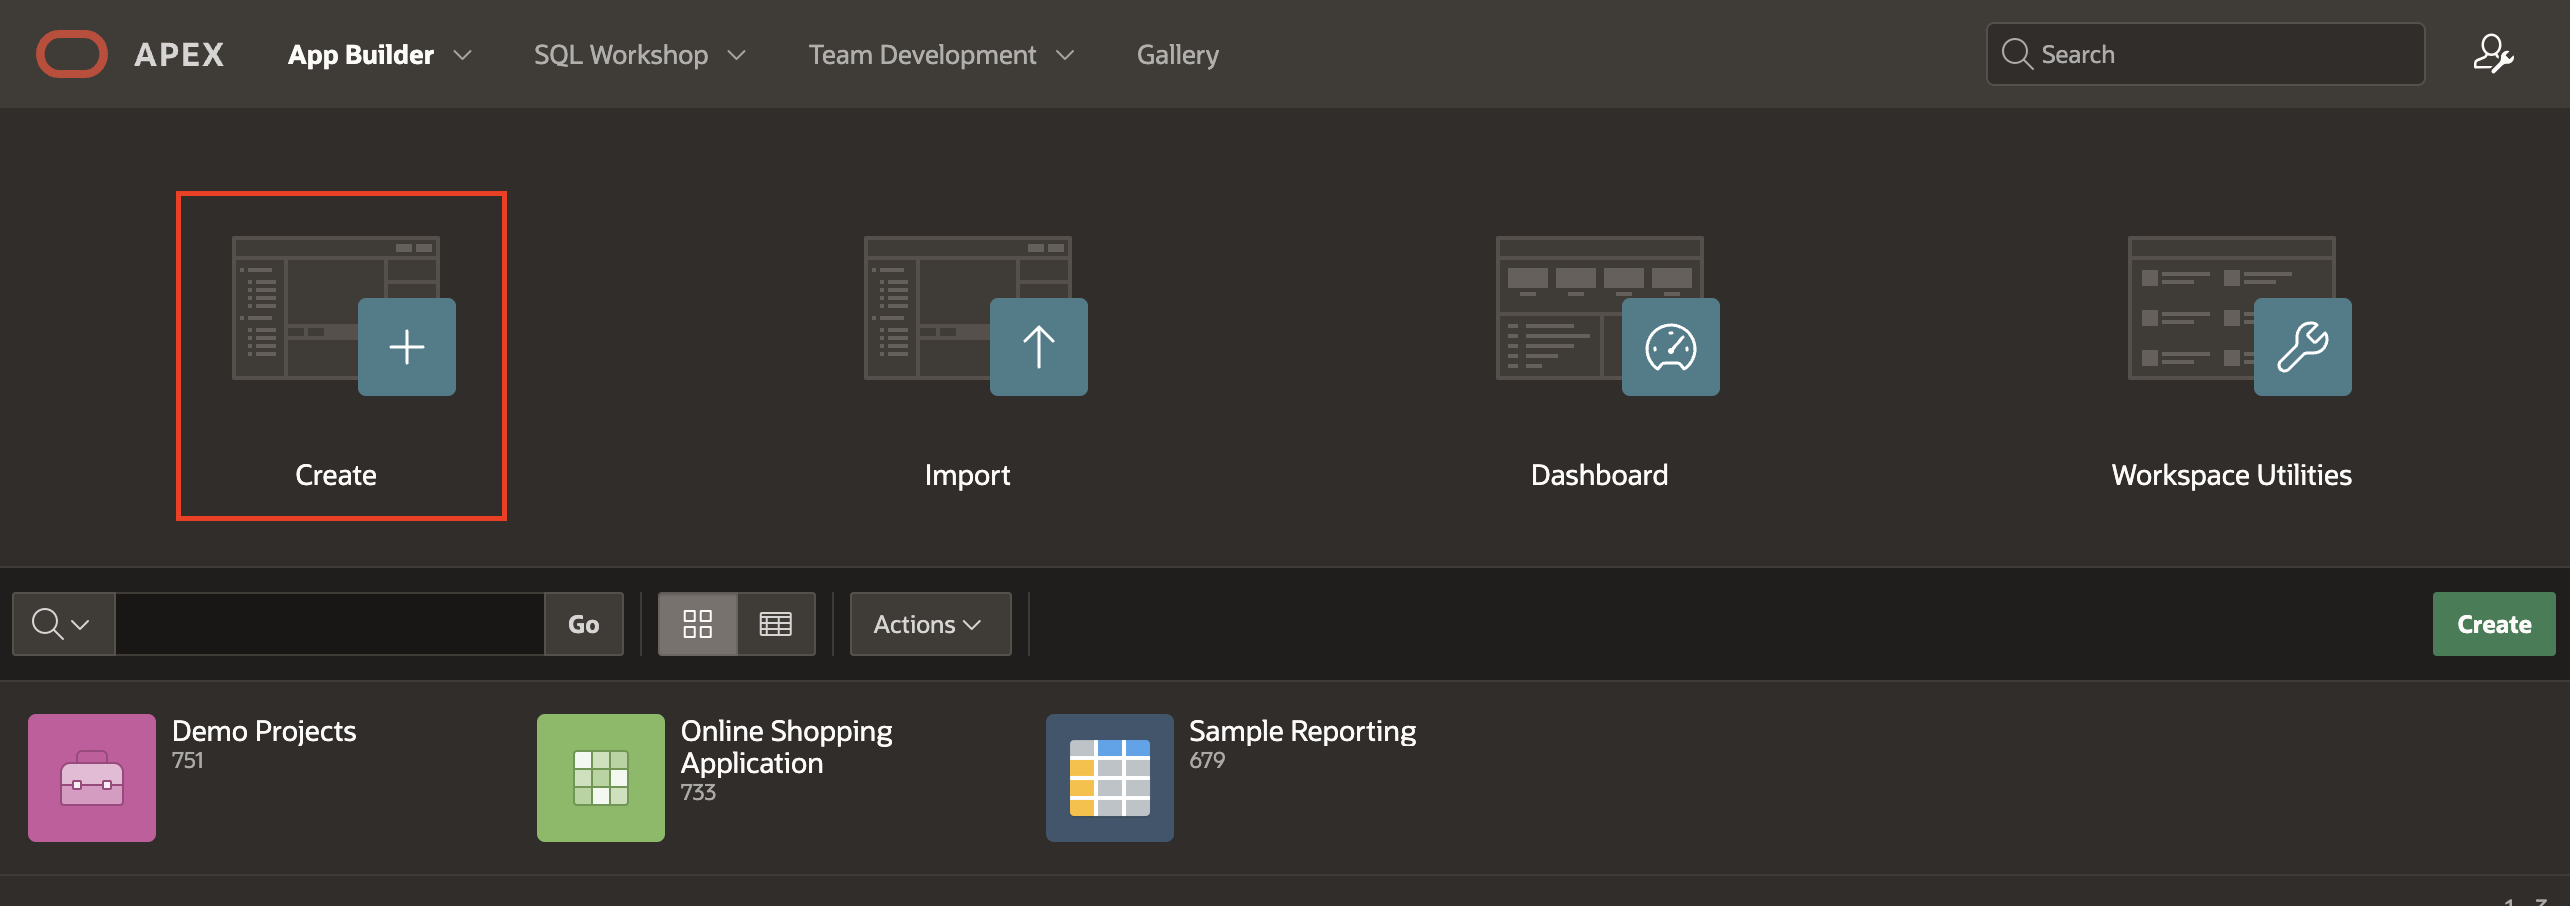 APEX App Builder SQL Workshop Team Development Gallery Search
Create Import Dashboard Workspace Utilities
Go Actions Create
Demo Projects
751
Online Shopping
Application
733
Sample Reporting
679